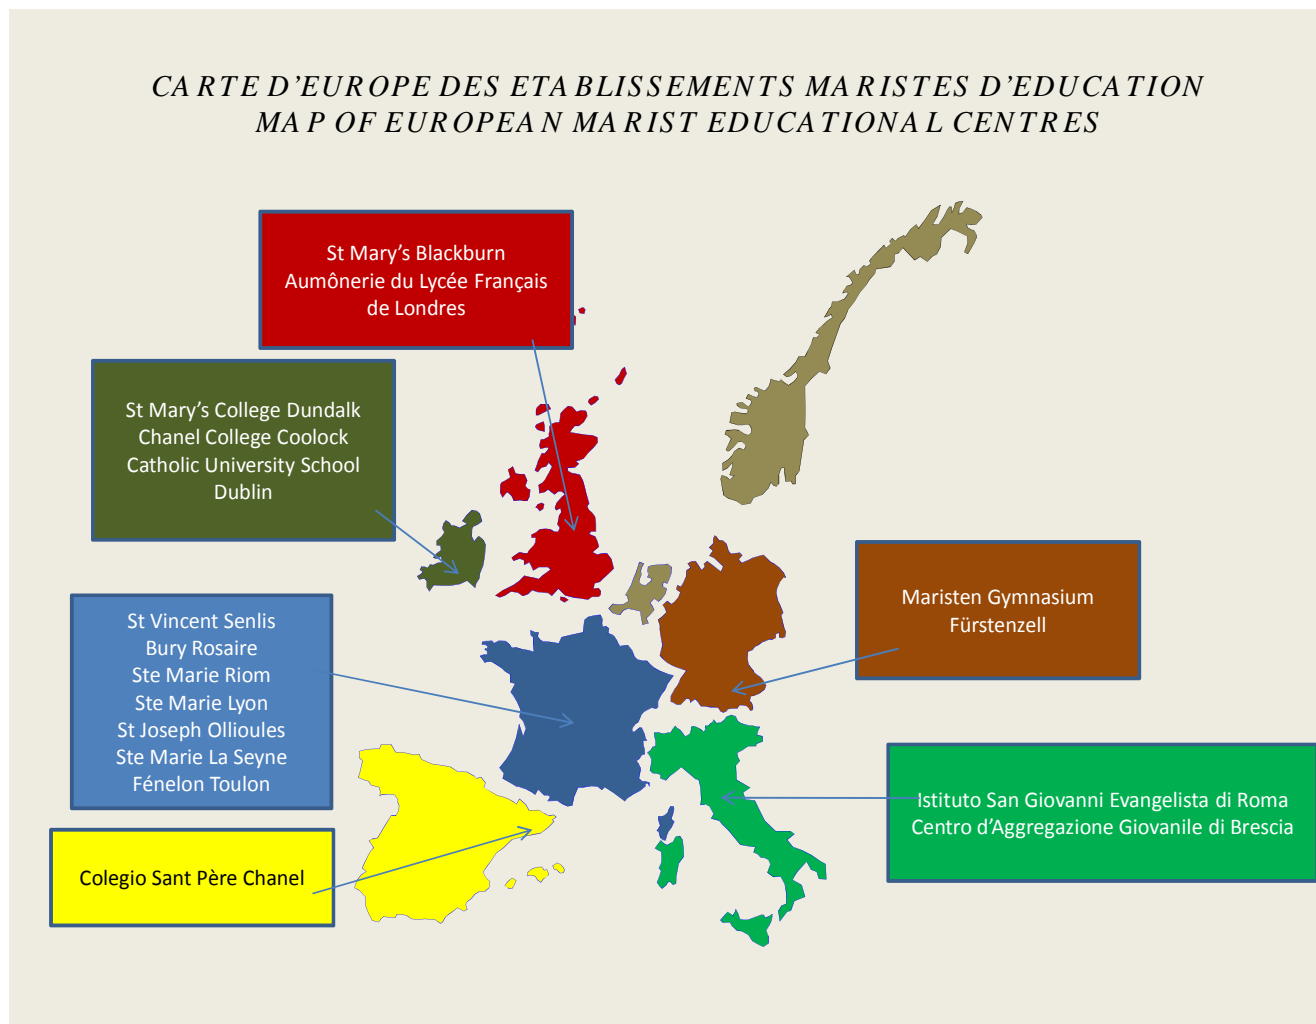 CARTE D'EUROPE DES ETABLISSEMENTS MARISTES D'EDUCATION
MAP OF EUROPEAN MARIST EDUCATIONAL CENTRES
St Mary's Blackburn
Aumônerie du Lycée Français
de Londres
St Mary's College Dundalk
Chanel College Coolock
Catholic University School
Dublin
Maristen Gymnasium
Fürstenzell
St Vincent Senlis
Bury Rosaire
Ste Marie Riom
Ste Marie Lyon
St Joseph Ollioules
Ste Marie La Seyne
Fénelon Toulon
Istituto San Giovanni Evangelista di Roma
Centro d'Aggregazione Giovanile di Brescia
Colegio Sant Père Chanel